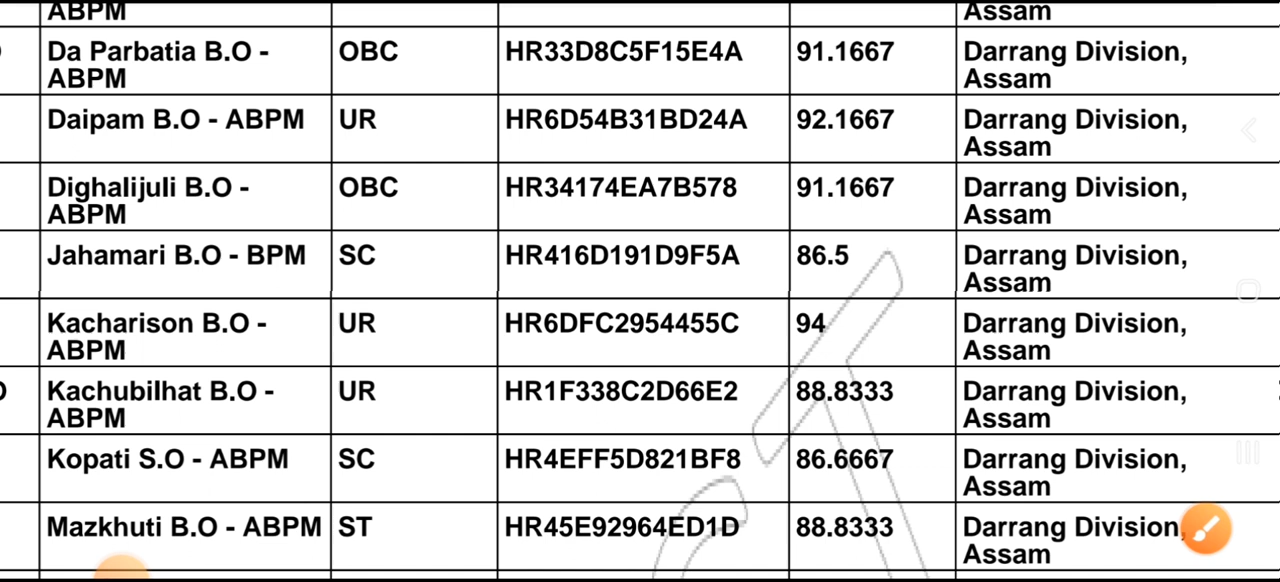 ABPM Assam
Da Parbatia B.O - OBC HR33D8C5F15E4A 91.1667 Darrang Division,
ABPM Assam
Daipam B.O - ABPM UR HR6D54B31BD24A 92.1667 Darrang Division,
Assam
Dighalijuli B.O - OBC HR34174EA7B578 91.1667 Darrang Division,
ABPM Assam
Jahamari B.O - BPM SC HR416D191D9F5A 86.5 Darrang Division,
Assam
Kacharison B.O - UR HR6DFC2954455C 94 Darrang Division,
ABPM Assam
Kachubilhat B.O - UR HR1F338C2D66E2 88.8333 Darrang Division,
ABPM Assam
Kopati S.O - ABPM SC HR4EFF5D821BF8 86.6667 Darrang Division,
Assam
Mazkhuti B.O - ABPM ST HR45E92964ED1D 88.8333 Darrang Division,
Assam